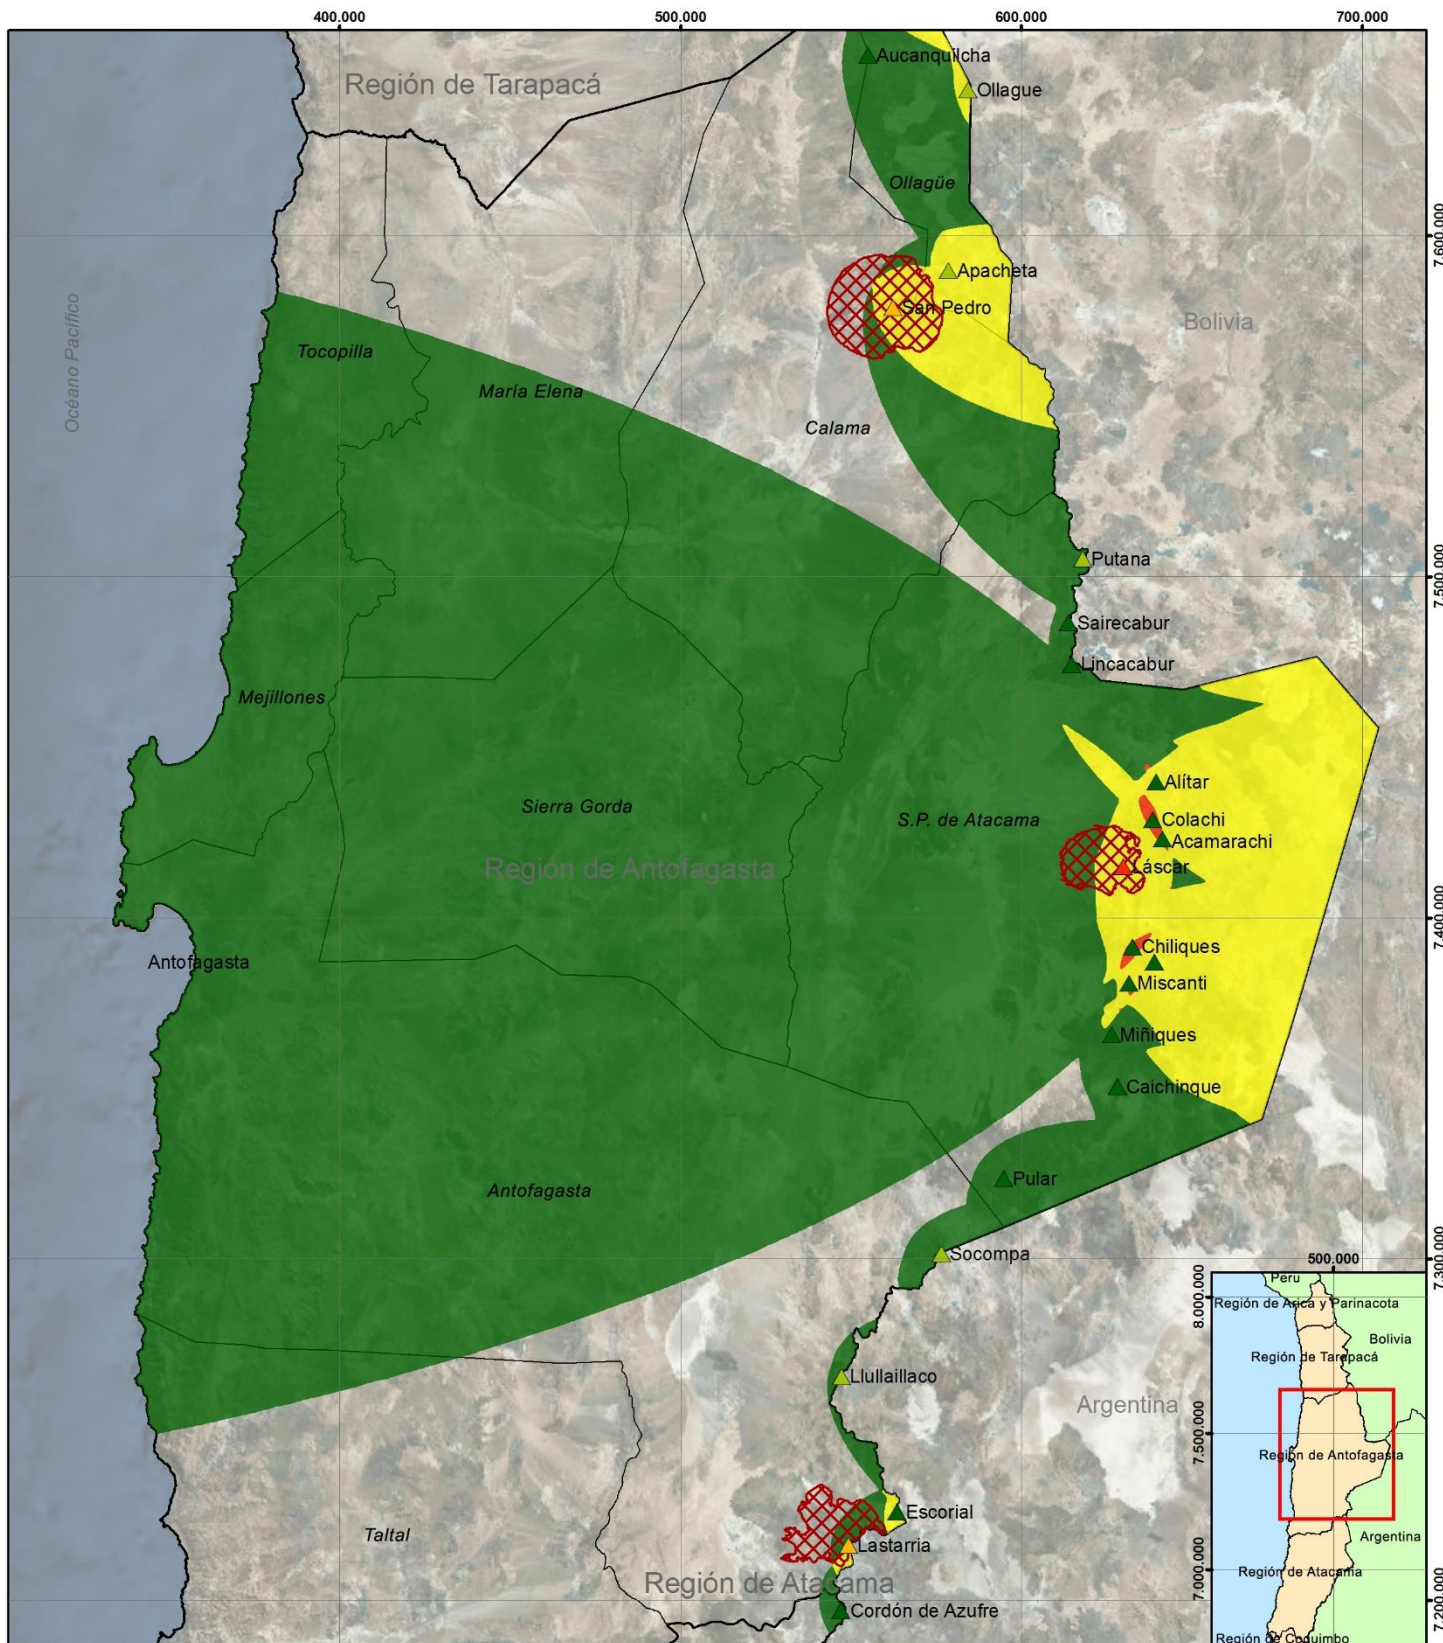 400.000
500.000
600.000
700.000
Aucanquilcha
Región de Tarapacá
Ollague
Ollagüe
7.600.000
Apacheta
San Pedro
Océano Pacífico
Bolivia
Tocopilla
María Elena
Calama
Putana
7.500.000
Sairecabur
Lincacabur
Mejillones
Alítar
Sierra Gorda
S.P. de Atacama
Colachi
Acamarachi
Región de Antofagasta
Láscar
7.400.000
Antofagasta
Chiliques
Miscanti
Miñiques
Caichinque
Pular
Antofagasta
Socompa
7.300.000
500.000
Peru
8.000.000
Región de Arica y Parinacota
Bolivia
Región de Tarapacá
Llullaillaco
Argentina
7.500.000
Región de Antofagasta
Escorial
Taltal
Lastarria
Argentina
Región de Atacama
Región de Atacama
7.000.000
Cordón de Azufre
7.200.000
Región de Coquimbo